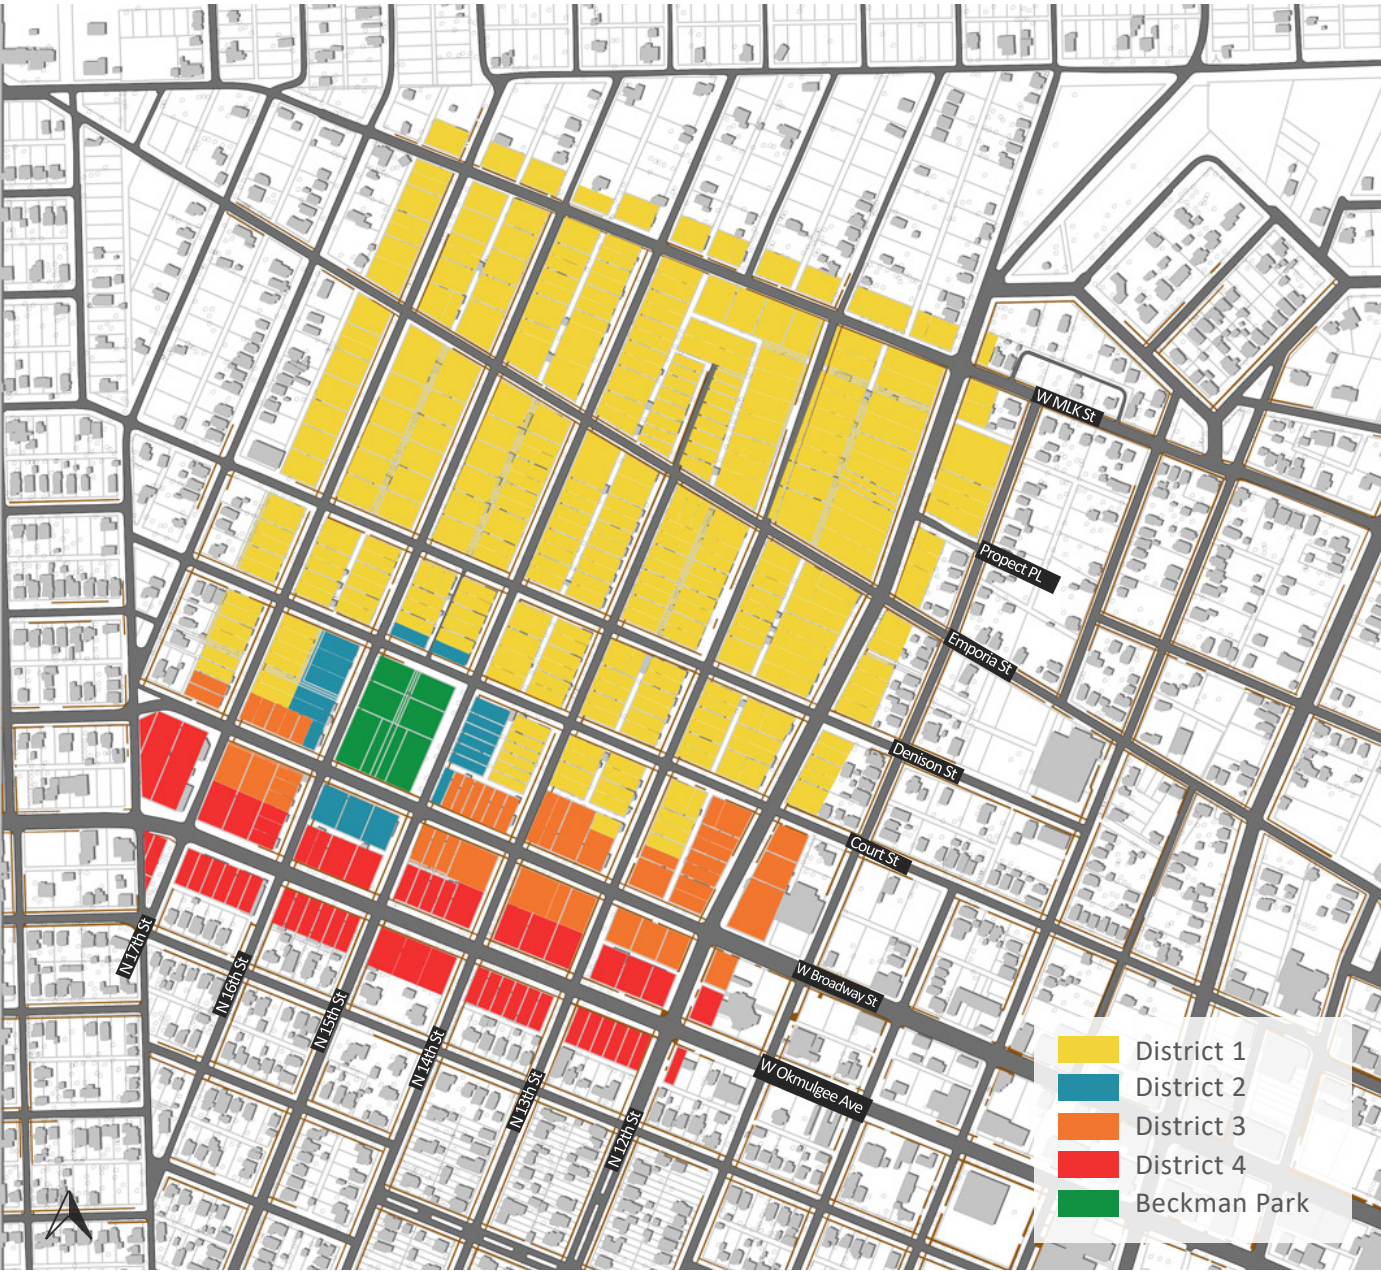 W MLK St
Propect PL
Emporia St
Denison St
Court St
N 17th St
N 16th St
N 15th St
N 14th St
N 13th St
N 12th St
W Broadway St
W Okmulgee Ave
District 1
District 2
District 3
District 4
Beckman Park